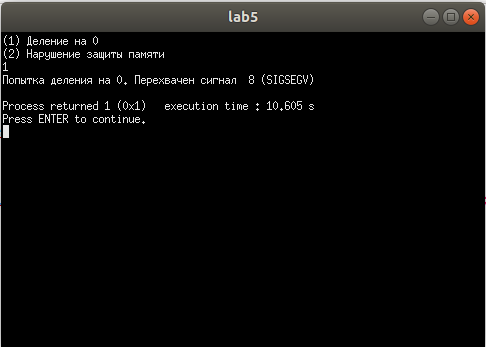 lab5
(1) Деление на 0
(2) Нарушение защиты памяти
1
Попытка деления на 0. Перехвачен сигнал  8 (SIGSEGV)
Process returned 1 (0x1)   execution time : 10.605 s
Press ENTER to continue.